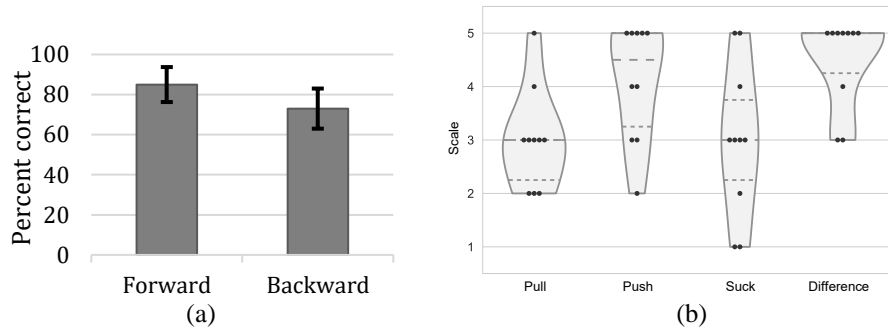 Percent correct
100
80
60
40
20
0
Forward Backward
(a)
Scale
5
4
3
2
1
Pull Push Suck Difference
(b)